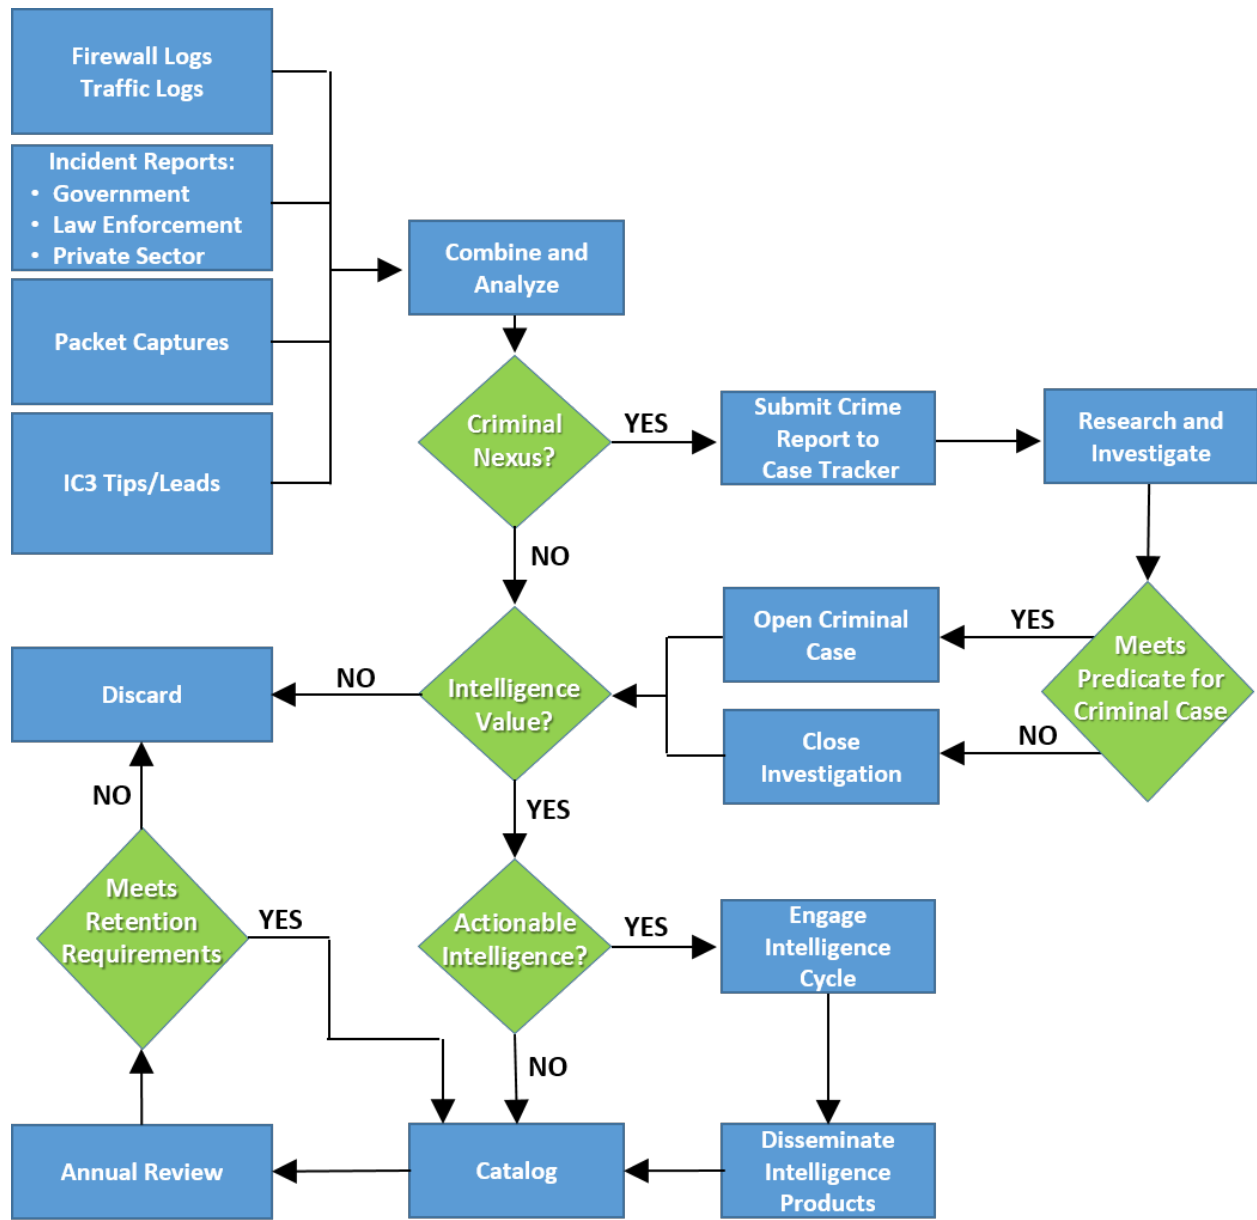 Firewall Logs
Traffic Logs
Incident Reports:
• Government
• Law Enforcement
• Private Sector
Packet Captures
IC3 Tips/Leads
Combine and
Analyze
Criminal
Nexus?
YES
Submit Crime
Report to
Case Tracker
Research and
Investigate
NO
Meets
Predicate for
Criminal Case
YES
Open Criminal
Case
NO
Close
Investigation
Intelligence
Value?
NO
Discard
YES
Actionable
Intelligence?
YES
Engage
Intelligence
Cycle
NO
Disseminate
Intelligence
Products
Catalog
Annual Review
Meets
Retention
Requirements
YES
NO